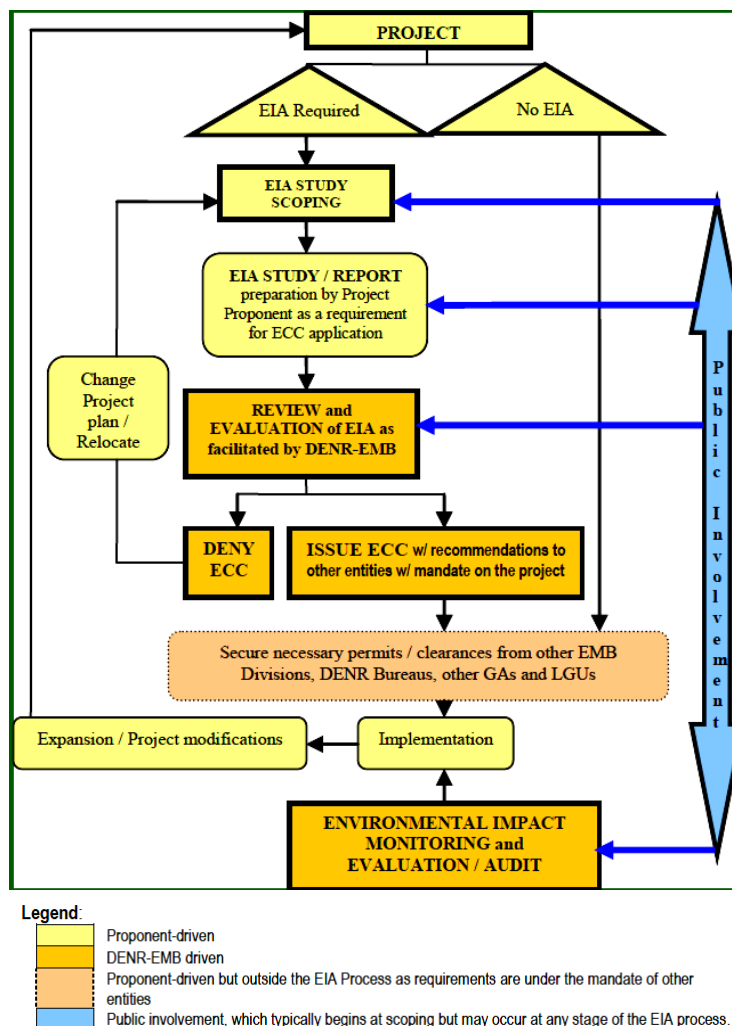 PROJECT
EIA Required
No EIA
EIA STUDY
SCOPING
EIA STUDY / REPORT
preparation by Project
Proponent as a requirement
for ECC application
Change
Project
plan /
Relocate
REVIEW and
EVALUATION of EIA as
facilitated by DENR-EMB
DENY
ECC
ISSUE ECC w/ recommendations to
other entities w/ mandate on the project
Secure necessary permits / clearances from other EMB
Divisions, DENR Bureaus, other GAs and LGUs
Expansion / Project modifications
Implementation
ENVIRONMENTAL IMPACT
MONITORING and
EVALUATION / AUDIT
Public Involvement
Legend:
Proponent-driven
DENR-EMB driven
Proponent-driven but outside the EIA Process as requirements are under the mandate of other
entities
Public involvement, which typically begins at scoping but may occur at any stage of the EIA process.